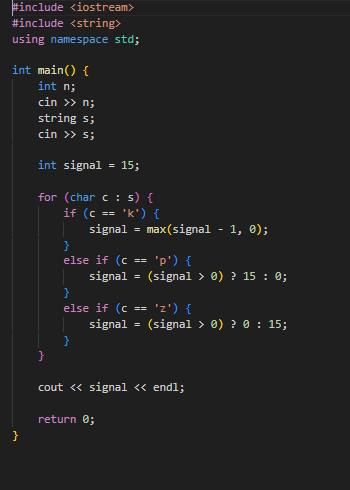 #include <iostream>
#include <string>
using namespace std;

int main() {
    int n;
    cin >> n;
    string s;
    cin >> s;

    int signal = 15;

    for (char c : s) {
        if (c == 'k') {
            signal = max(signal - 1, 0);
        }
        else if (c == 'p') {
            signal = (signal > 0) ? 15 : 0;
        }
        else if (c == 'z') {
            signal = (signal > 0) ? 0 : 15;
        }
    }

    cout << signal << endl;

    return 0;
}